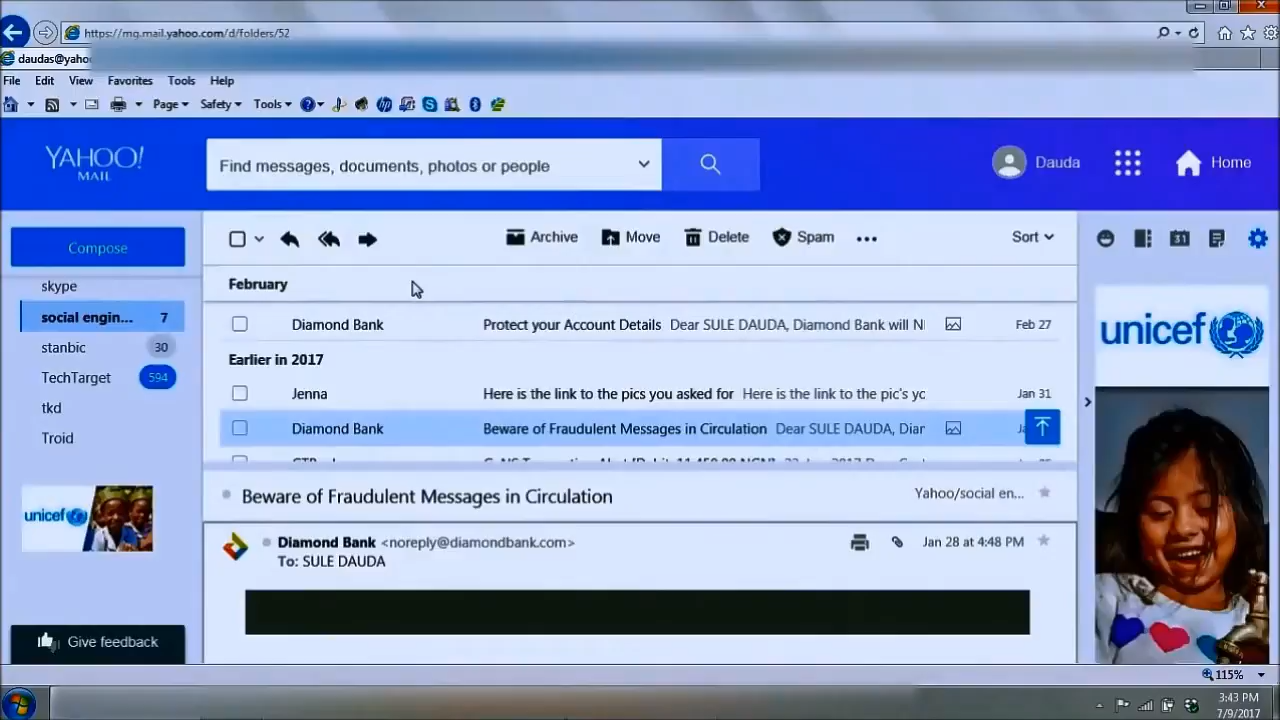 https://mg.mail.yahoo.com/d/folders/52
daudas@yaho
File Edit View Favorites Tools Help
Page Safety Tools
YAHOO!
MAIL
Find messages, documents, photos or people
Dauda
Home
Compose
Archive Move Delete Spam Sort
skype
social engin... 7
stanbic 30
TechTarget 594
tkd
Troid
February
Diamond Bank Protect your Account Details Dear SULE DAUDA, Diamond Bank will N Feb 27
Earlier in 2017
Jenna Here is the link to the pics you asked for Here is the link to the pic's yc Jan 31
Diamond Bank Beware of Fraudulent Messages in Circulation Dear SULE DAUDA, Diar
Beware of Fraudulent Messages in Circulation Yahoo/social en...
Diamond Bank <noreply@diamondbank.com> Jan 28 at 4:48 PM
To: SULE DAUDA
31
unicef
unicef
Give feedback
115%
3:43 PM
7/9/2017